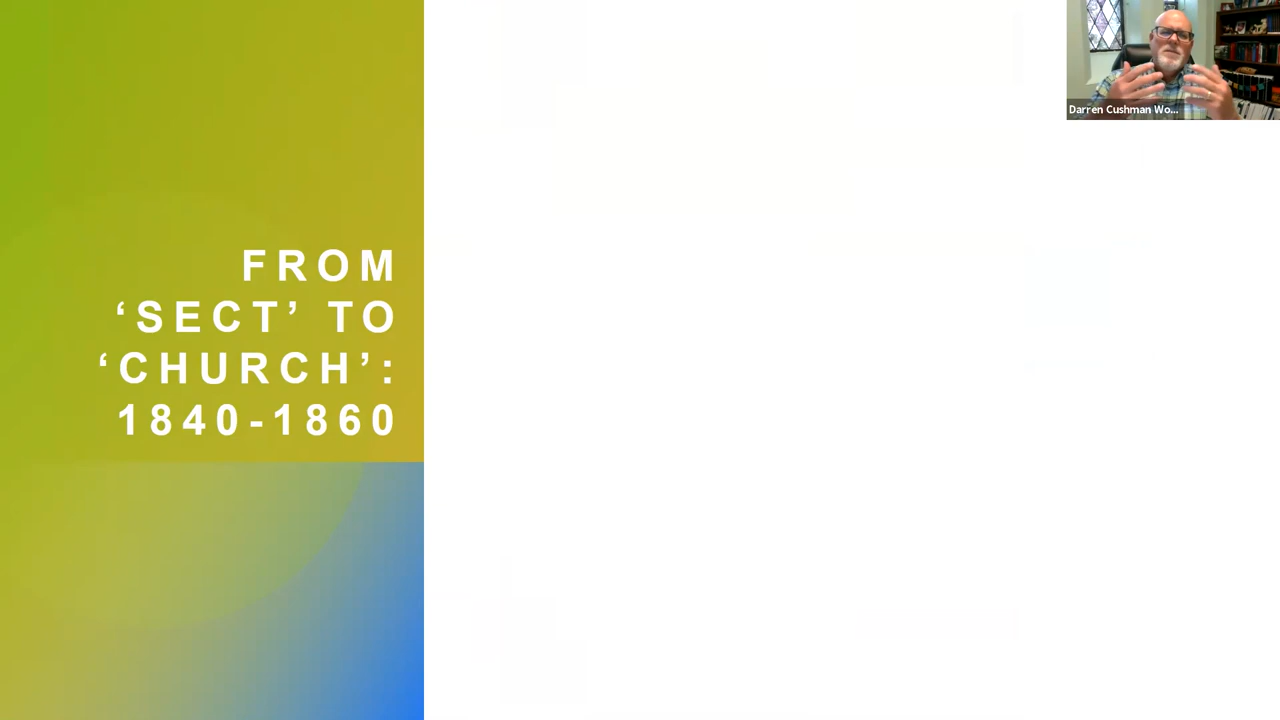 FROM
‘SECT’ TO
‘CHURCH’:
1840-1860
Darren Cushman Wo...